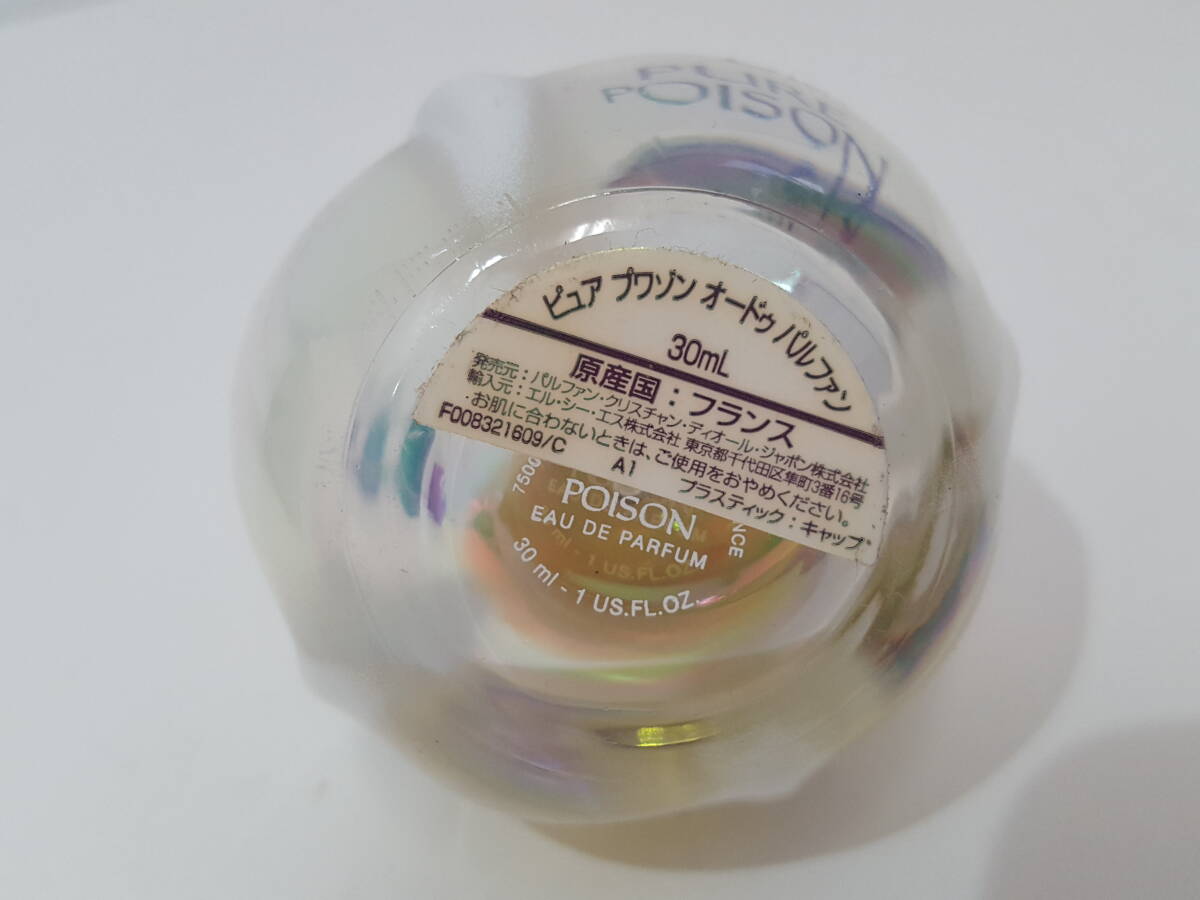 PURE
POISON
ピュア プワゾン オードゥ パルファン
30mL
原産国：フランス
発売元：パルファン・クリスチャン・ディオール・ジャポン株式会社
輸入元：エル・シー・エス株式会社 東京都千代田区隼町3番16号
お肌に合わないときは、ご使用をおやめください。
F008321609/C A1 プラスティック：キャップ
POISON
EAU DE PARFUM
30 ml - 1 US.FL.OZ.